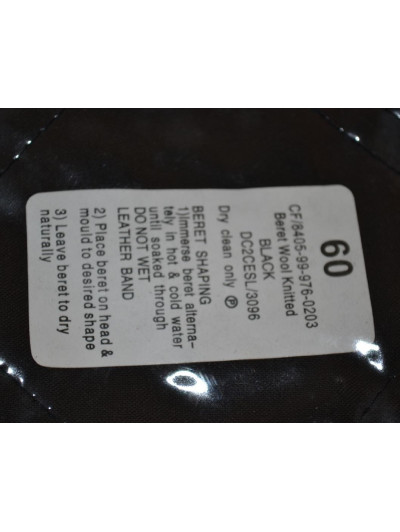 60
CF/8405-99-976-0203
Beret Wool Knitted
BLACK
DC2CESL/3096
Dry clean only Ⓟ
BERET SHAPING
1)Immerse beret alterna-
tely in hot & cold water
until soaked through
DO NOT WET
LEATHER BAND
2) Place beret on head &
mould to desired shape
3) Leave beret to dry
naturally